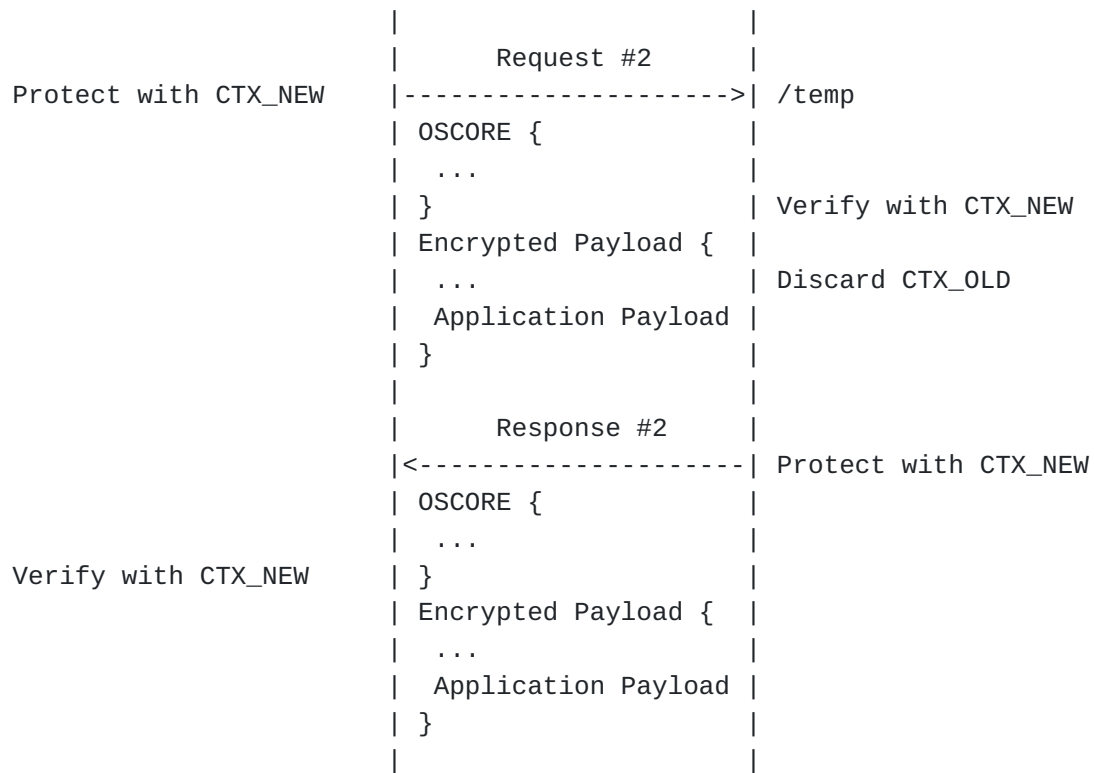 |                      |
|      Request #2      |
Protect with CTX_NEW    |--------------------->| /temp
| OSCORE {             |
|  ...                 |
| }                    | Verify with CTX_NEW
| Encrypted Payload {  |
|  ...                 | Discard CTX_OLD
|  Application Payload |
| }                    |
|                      |
|      Response #2     |
|<---------------------| Protect with CTX_NEW
| OSCORE {             |
|  ...                 |
Verify with CTX_NEW     | }                    |
| Encrypted Payload {  |
|  ...                 |
|  Application Payload |
| }                    |
|                      |